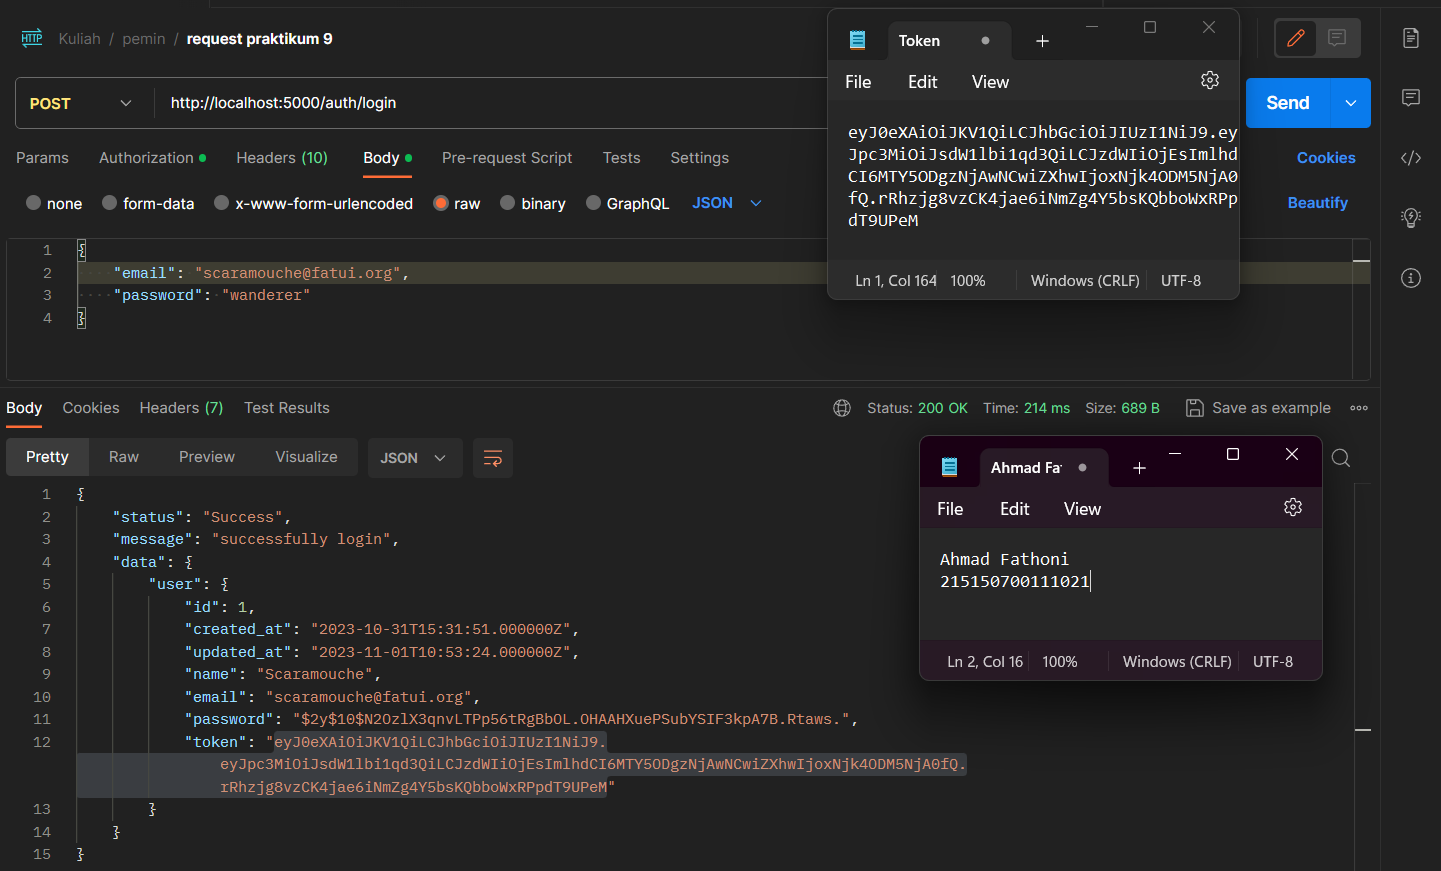 HTTP Kuliah / pemin / request praktikum 9
POST http://localhost:5000/auth/login
Send
Params Authorization Headers (10) Body Pre-request Script Tests Settings
Cookies
none form-data x-www-form-urlencoded raw binary GraphQL JSON
Beautify
1 {
2 "email": "scaramouche@fatui.org",
3 "password": "wanderer"
4 }
Token
File Edit View
eyJ0eXAiOiJKV1QiLCJhbGciOiJIUzI1NiJ9.ey
Jpc3MiOiJsdW1lbi1qd3QiLCJzdWIiOjEsImlhd
CI6MTY5ODgzNjAwNCwiZXhwIjoxNjk4ODM5NjA0
fQ.rRhzjg8vzCK4jae6iNmZg4Y5bsKQbboWxRPp
dT9UPeM
Ln 1, Col 164 100% Windows (CRLF) UTF-8
Body Cookies Headers (7) Test Results
Status: 200 OK Time: 214 ms Size: 689 B Save as example
Pretty Raw Preview Visualize JSON
1 {
2 "status": "Success",
3 "message": "successfully login",
4 "data": {
5 "user": {
6 "id": 1,
7 "created_at": "2023-10-31T15:31:51.000000Z",
8 "updated_at": "2023-11-01T10:53:24.000000Z",
9 "name": "Scaramouche",
10 "email": "scaramouche@fatui.org",
11 "password": "$2y$10$N2OzlX3qnvLTPp56tRgBbOL.OHAAHXuePSubYSIF3kpA7B.Rtaws.",
12 "token": "eyJ0eXAiOiJKV1QiLCJhbGciOiJIUzI1NiJ9.
eyJpc3MiOiJsdW1lbi1qd3QiLCJzdWIiOjEsImlhdCI6MTY5ODgzNjAwNCwiZXhwIjoxNjk4ODM5NjA0fQ.
rRhzjg8vzCK4jae6iNmZg4Y5bsKQbboWxRPpdT9UPeM"
13 }
14 }
15 }
Ahmad Fa
File Edit View
Ahmad Fathoni
215150700111021
Ln 2, Col 16 100% Windows (CRLF) UTF-8